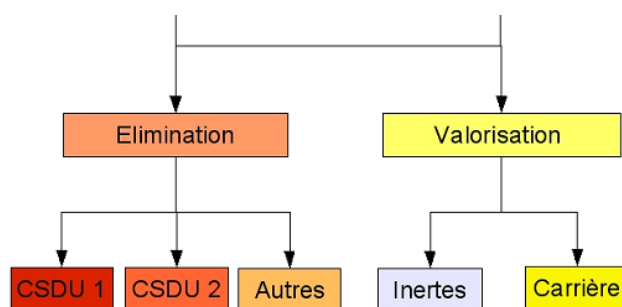 Elimination
Valorisation
CSDU 1
CSDU 2
Autres
Inertes
Carrière